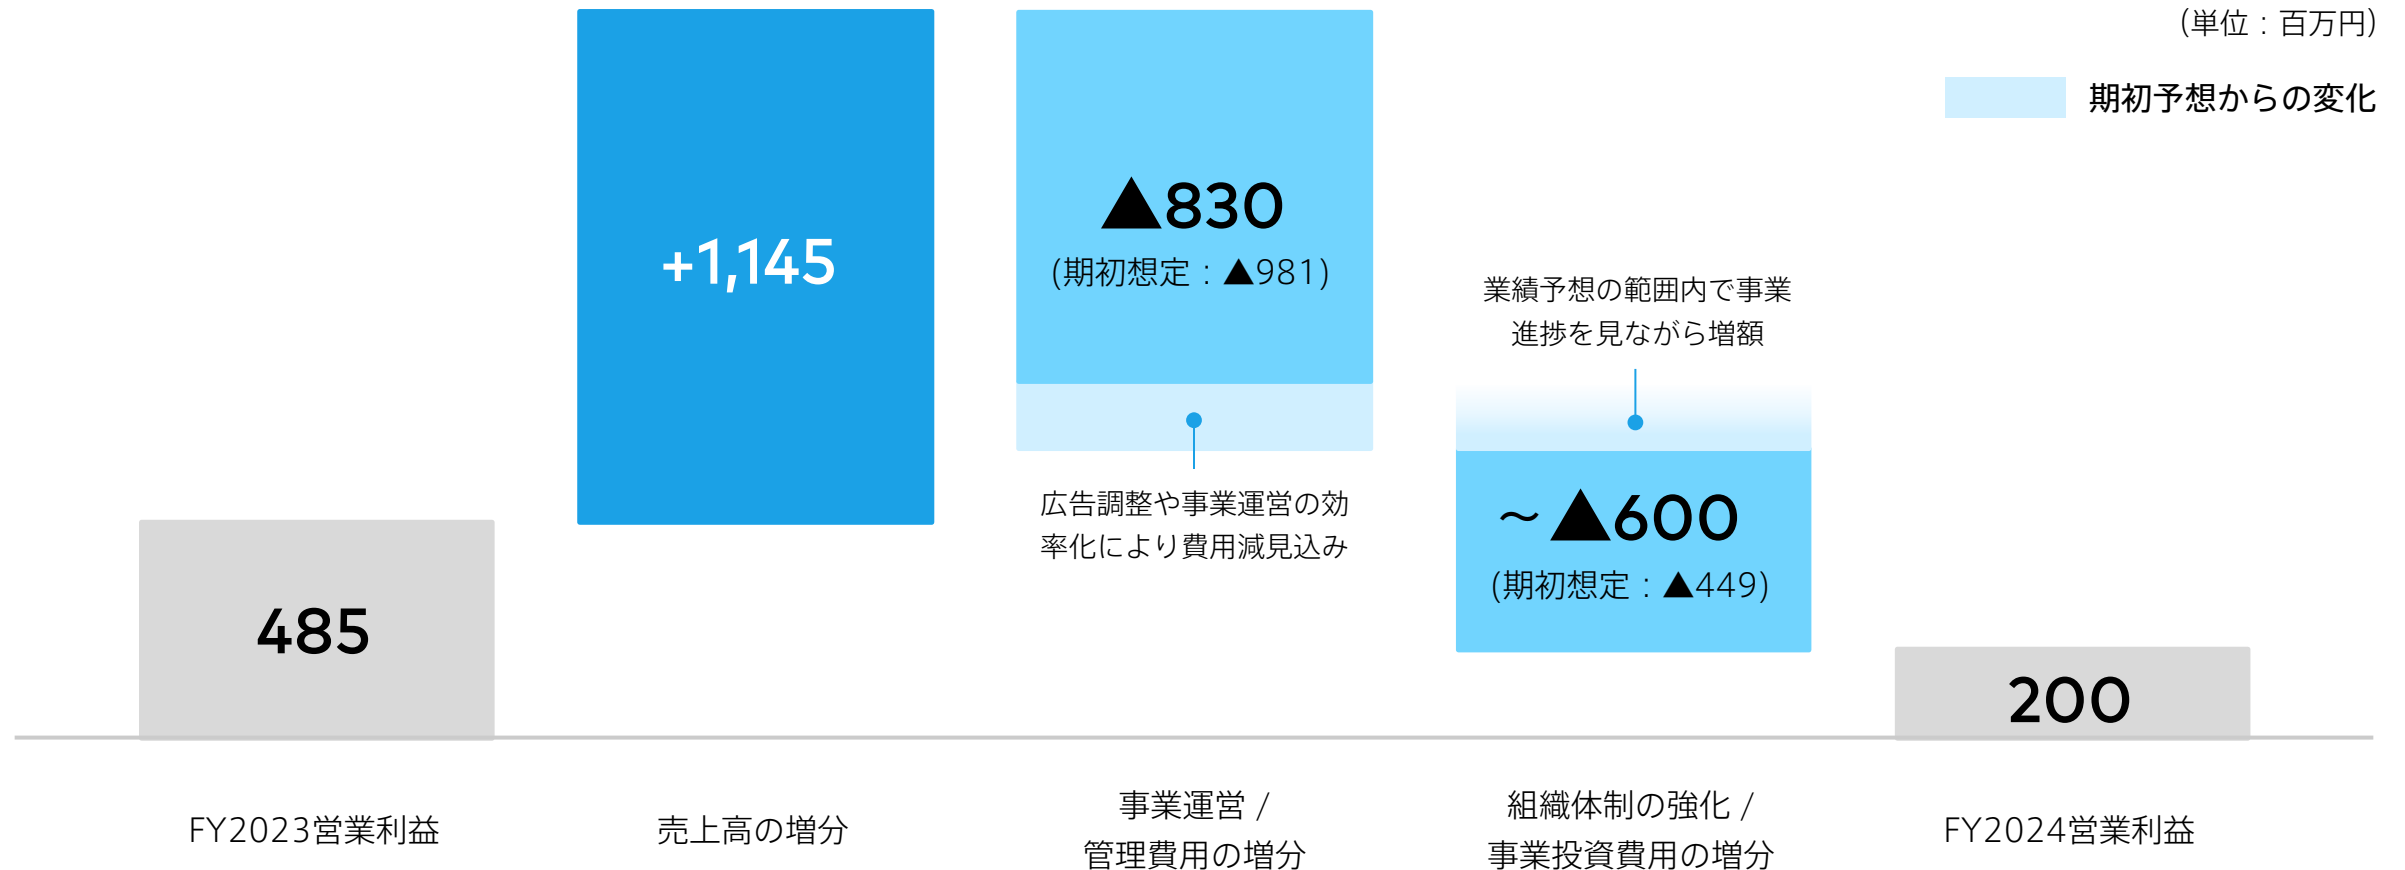 (単位：百万円)
期初予想からの変化
+1,145
▲830
(期初想定：▲981)
広告調整や事業運営の効
率化により費用減見込み
業績予想の範囲内で事業
進捗を見ながら増額
～▲600
(期初想定：▲449)
485
200
FY2023営業利益
売上高の増分
事業運営 /
管理費用の増分
組織体制の強化 /
事業投資費用の増分
FY2024営業利益